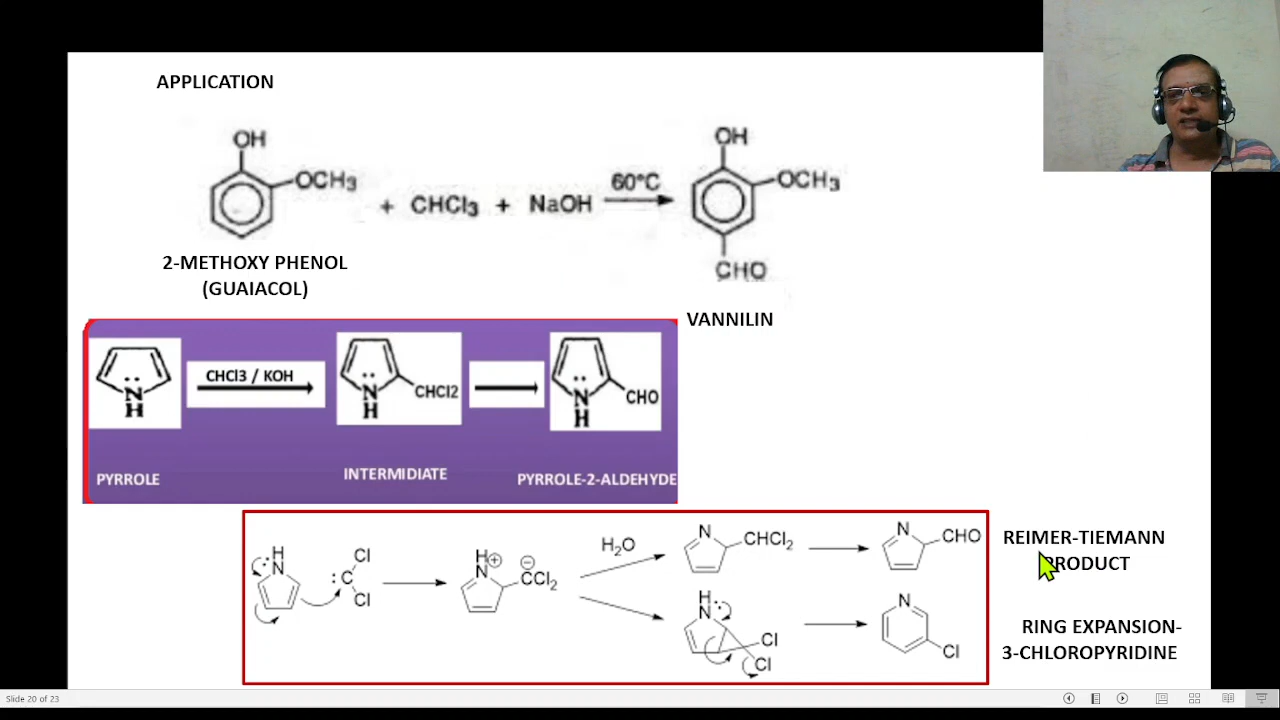 APPLICATION
OH
OCH3
+ CHCl3 + NaOH
60°C
OH
OCH3
CHO
2-METHOXY PHENOL
(GUAIACOL)
VANNILIN
N
H
CHCl3 / KOH
N
H
CHCl2
N
H
CHO
PYRROLE
INTERMIDIATE
PYRROLE-2-ALDEHYDE
H
N
:C
Cl
Cl
H
N
+
−
CCl2
H2O
N
CHCl2
N
CHO
REIMER-TIEMANN
PRODUCT
H
N
Cl
Cl
N
Cl
RING EXPANSION-
3-CHLOROPYRIDINE
Slide 20 of 23